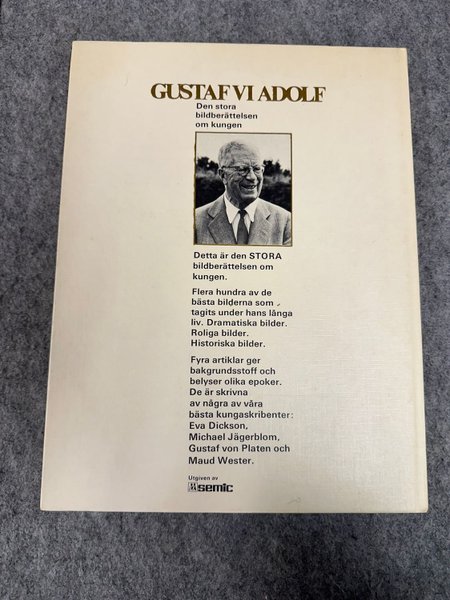 GUSTAF VI ADOLF
Den stora
bildberättelsen
om kungen
Detta är den STORA
bildberättelsen om
kungen.
Flera hundra av de
bästa bilderna som
tagits under hans långa
liv. Dramatiska bilder.
Roliga bilder.
Historiska bilder.
Fyra artiklar ger
bakgrundsstoff och
belyser olika epoker.
De är skrivna
av några av våra
bästa kungaskribenter:
Eva Dickson,
Michael Jägerblom,
Gustaf von Platen och
Maud Wester.
Utgiven av
semic